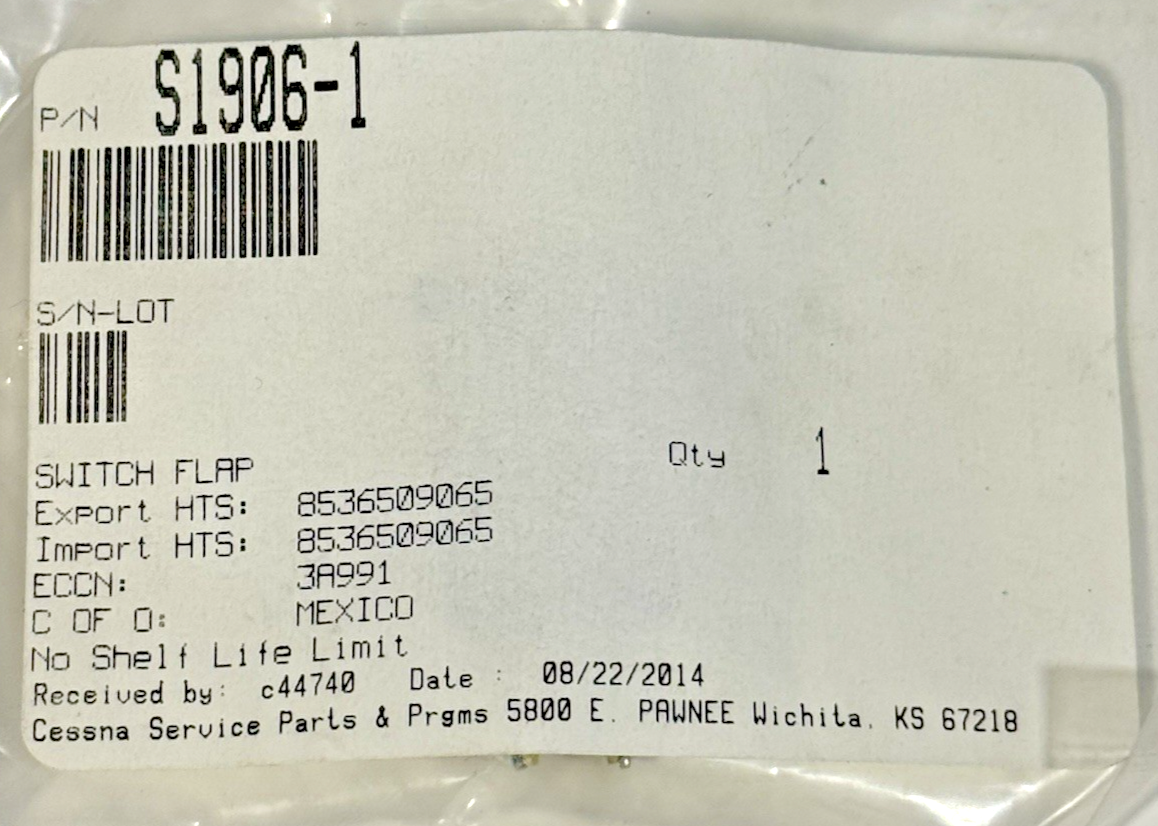 P/N S1906-1
S/N-LOT
SWITCH FLAP
Qty 1
Export HTS: 8536509065
Import HTS: 8536509065
ECCN: 3A991
C OF O: MEXICO
No Shelf Life Limit
Received by: c44740 Date : 08/22/2014
Cessna Service Parts & Prgms 5800 E. PAWNEE Wichita, KS 67218